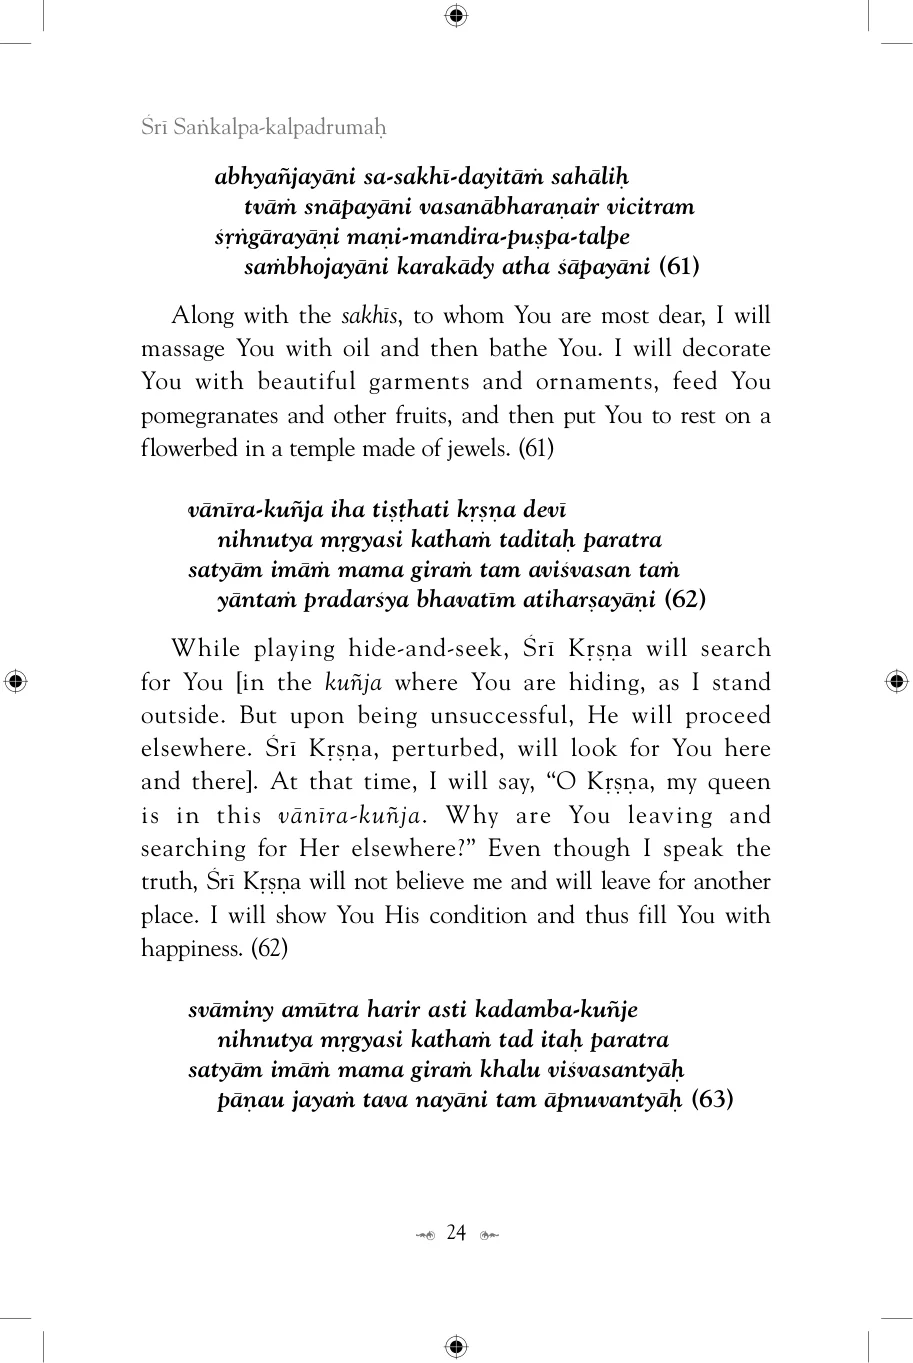 Śrī Saṅkalpa-kalpadrumaḥ
abhyañjayāni sa-sakhī-dayitāṁ sahāliḥ
tvāṁ snāpayāni vasanābharaṇair vicitram
śṛṅgārayāṇi maṇi-mandira-puṣpa-talpe
saṁbhojayāni karakādy atha śāpayāni (61)
Along with the sakhīs, to whom You are most dear, I will
massage You with oil and then bathe You. I will decorate
You with beautiful garments and ornaments, feed You
pomegranates and other fruits, and then put You to rest on a
flowerbed in a temple made of jewels. (61)
vānīra-kuñja iha tiṣṭhati kṛṣṇa devī
nihnutya mṛgyasi kathaṁ taditaḥ paratra
satyām imāṁ mama giraṁ tam aviśvasan taṁ
yāntaṁ pradarśya bhavatīm atiharṣayāṇi (62)
While playing hide-and-seek, Śrī Kṛṣṇa will search
for You [in the kuñja where You are hiding, as I stand
outside. But upon being unsuccessful, He will proceed
elsewhere. Śrī Kṛṣṇa, perturbed, will look for You here
and there]. At that time, I will say, “O Kṛṣṇa, my queen
is in this vānīra-kuñja. Why are You leaving and
searching for Her elsewhere?” Even though I speak the
truth, Śrī Kṛṣṇa will not believe me and will leave for another
place. I will show You His condition and thus fill You with
happiness. (62)
svāminy amūtra harir asti kadamba-kuñje
nihnutya mṛgyasi kathaṁ tad itaḥ paratra
satyām imāṁ mama giraṁ khalu viśvasantyāḥ
pāṇau jayaṁ tava nayāni tam āpnuvantyāḥ (63)
24